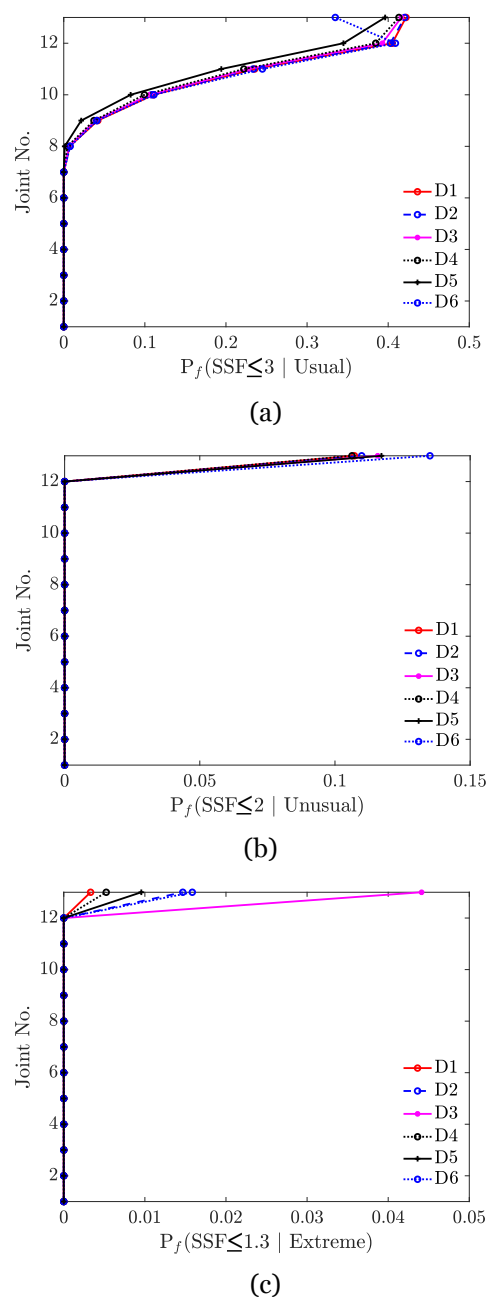 12
10
8
6
4
2
Joint No.
D1
D2
D3
D4
D5
D6
0 0.1 0.2 0.3 0.4 0.5
P_f(SSF≤3 | Usual)
(a)
12
10
8
6
4
2
Joint No.
D1
D2
D3
D4
D5
D6
0 0.05 0.1 0.15
P_f(SSF≤2 | Unusual)
(b)
12
10
8
6
4
2
Joint No.
D1
D2
D3
D4
D5
D6
0 0.01 0.02 0.03 0.04 0.05
P_f(SSF≤1.3 | Extreme)
(c)